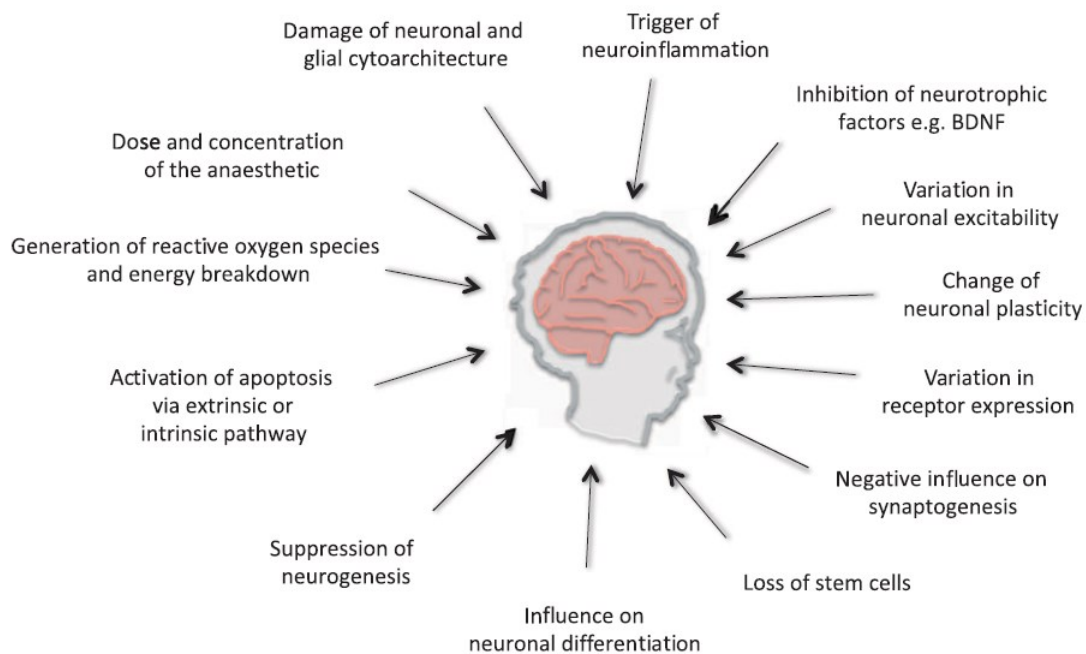 Damage of neuronal and
glial cytoarchitecture
Trigger of
neuroinflammation
Inhibition of neurotrophic
factors e.g. BDNF
Dose and concentration
of the anaesthetic
Variation in
neuronal excitability
Generation of reactive oxygen species
and energy breakdown
Change of
neuronal plasticity
Activation of apoptosis
via extrinsic or
intrinsic pathway
Variation in
receptor expression
Negative influence on
synaptogenesis
Suppression of
neurogenesis
Loss of stem cells
Influence on
neuronal differentiation